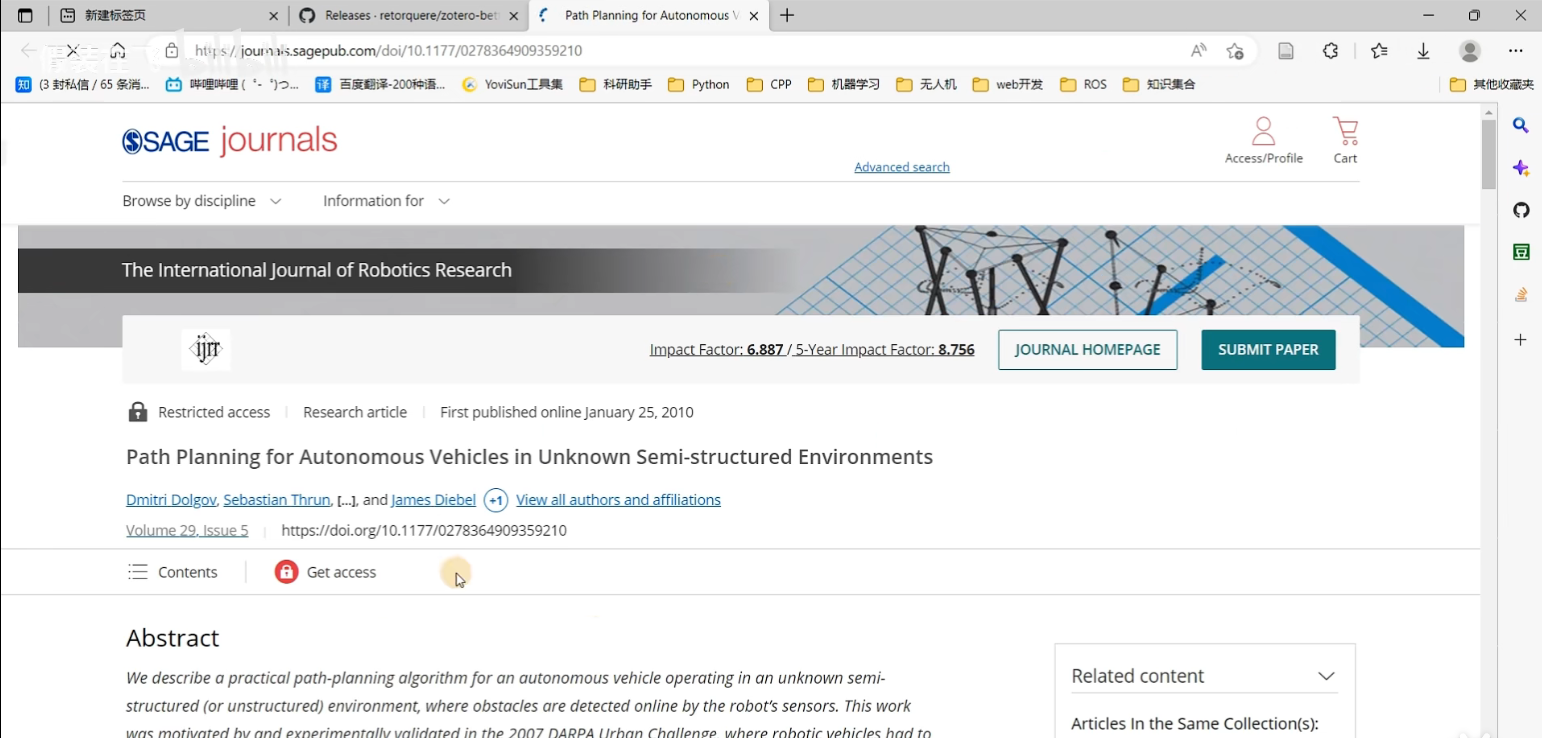 新建标签页
Releases · retorquere/zotero-bet
Path Planning for Autonomous V
https://journals.sagepub.com/doi/10.1177/0278364909359210
知 (3 封私信 / 65 条消...
哔哩哔哩 ( ゜- ゜)つ...
译 百度翻译-200种语...
YoviSun工具集
科研助手
Python
CPP
机器学习
无人机
web开发
ROS
知识集合
其他收藏夹
SAGE journals
Advanced search
Access/Profile
Cart
Browse by discipline
Information for
The International Journal of Robotics Research
ijrr
Impact Factor: 6.887 / 5-Year Impact Factor: 8.756
JOURNAL HOMEPAGE
SUBMIT PAPER
Restricted access
Research article
First published online January 25, 2010
Path Planning for Autonomous Vehicles in Unknown Semi-structured Environments
Dmitri Dolgov, Sebastian Thrun, [...], and James Diebel +1 View all authors and affiliations
Volume 29, Issue 5
https://doi.org/10.1177/0278364909359210
Contents
Get access
Abstract
We describe a practical path-planning algorithm for an autonomous vehicle operating in an unknown semi-
structured (or unstructured) environment, where obstacles are detected online by the robot's sensors. This work
was motivated by and experimentally validated in the 2007 DARPA Urban Challenge, where robotic vehicles had to
Related content
Articles In the Same Collection(s):